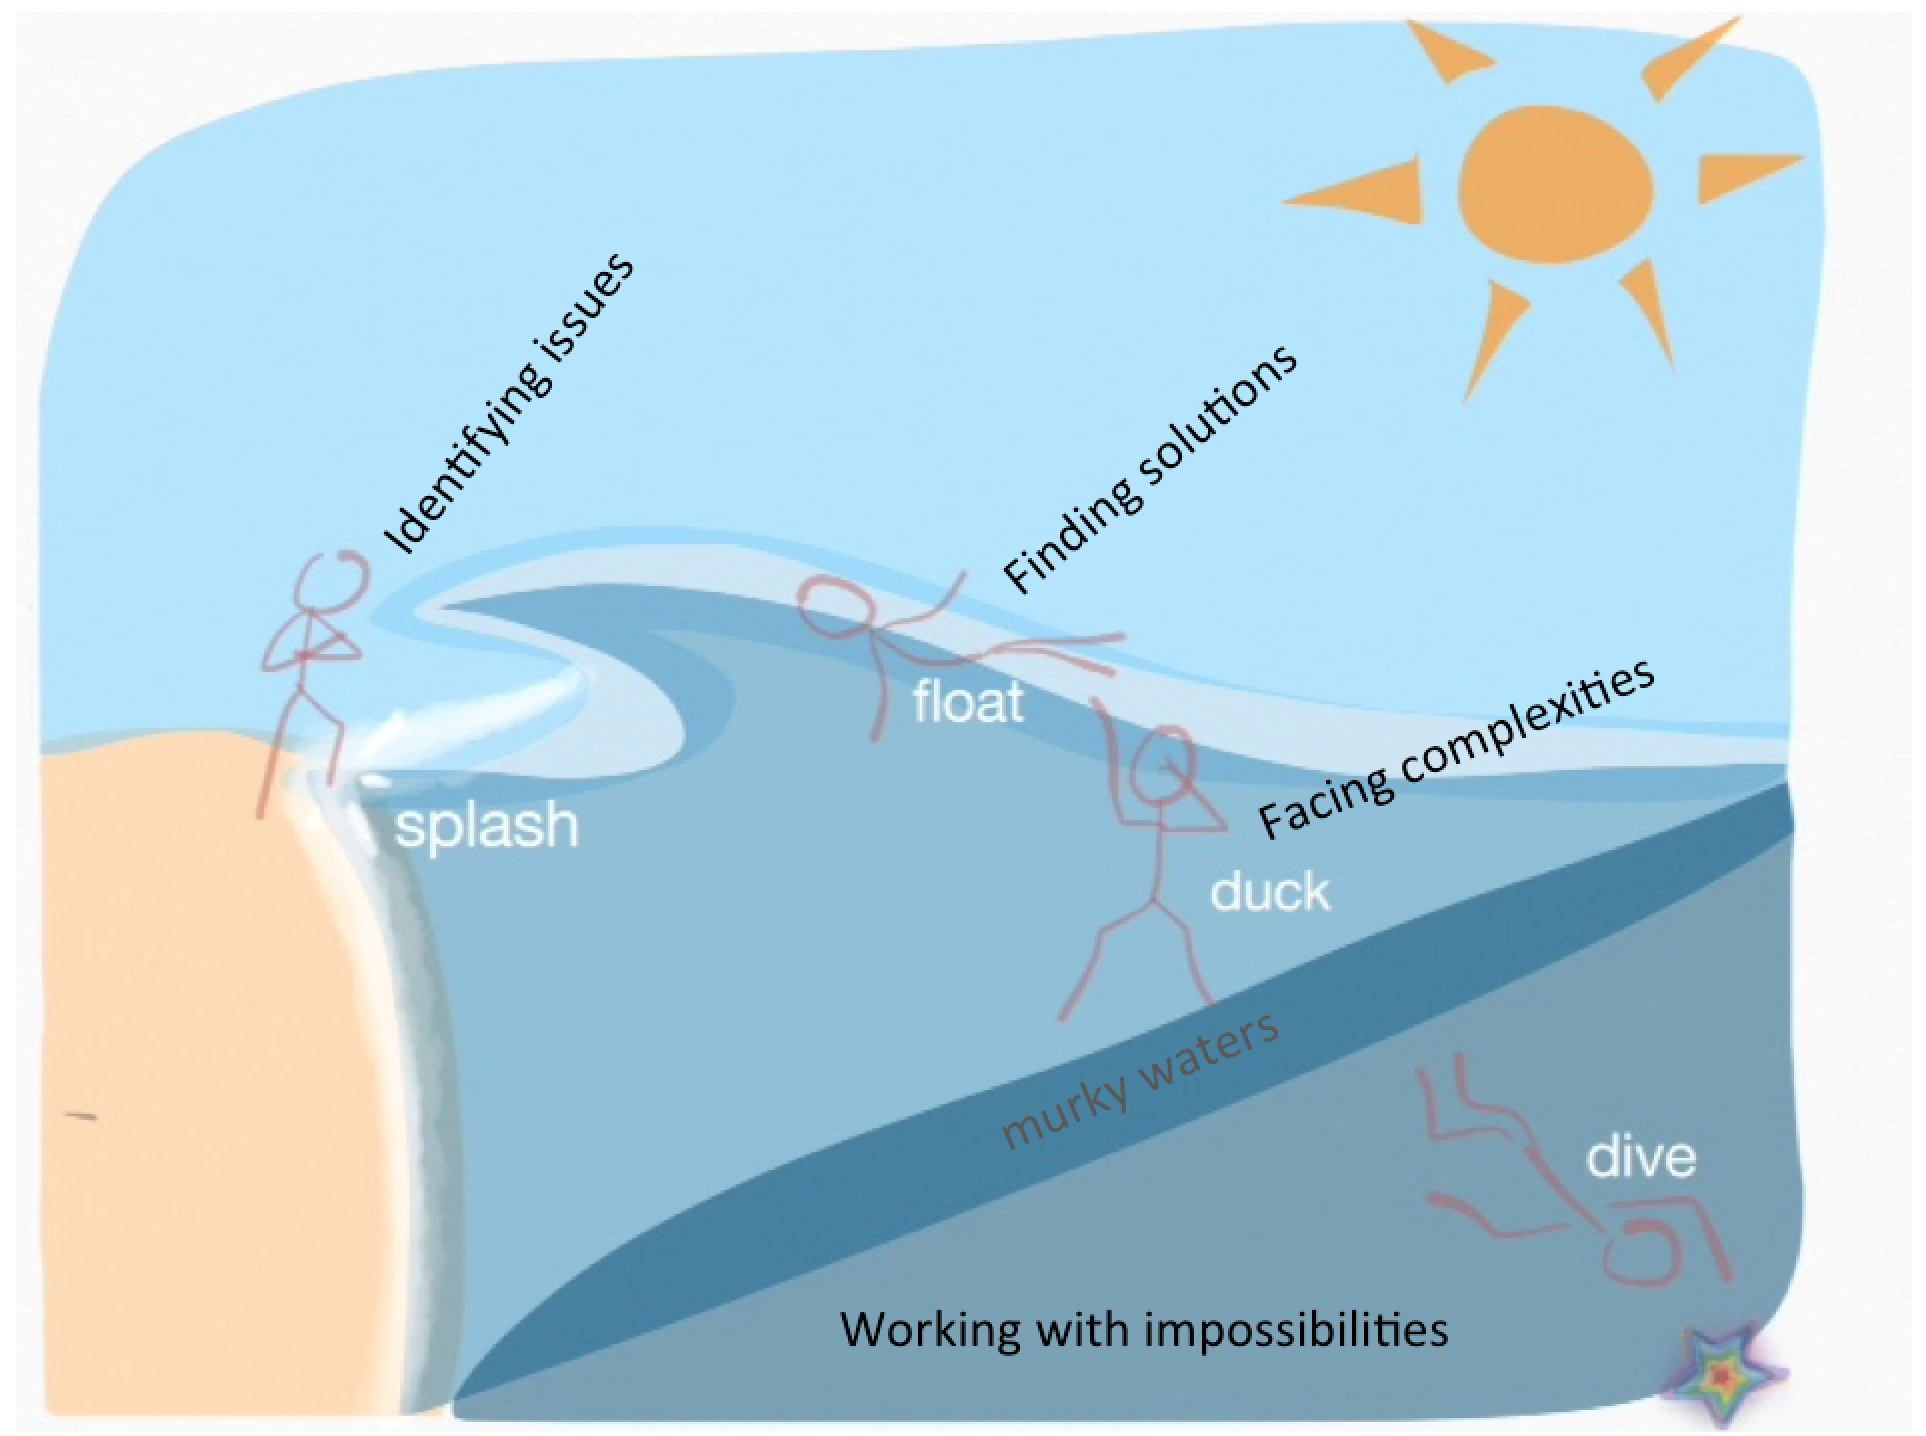 Identifying issues
Finding solutions
float
Facing complexities
splash
duck
murky waters
dive
Working with impossibilities